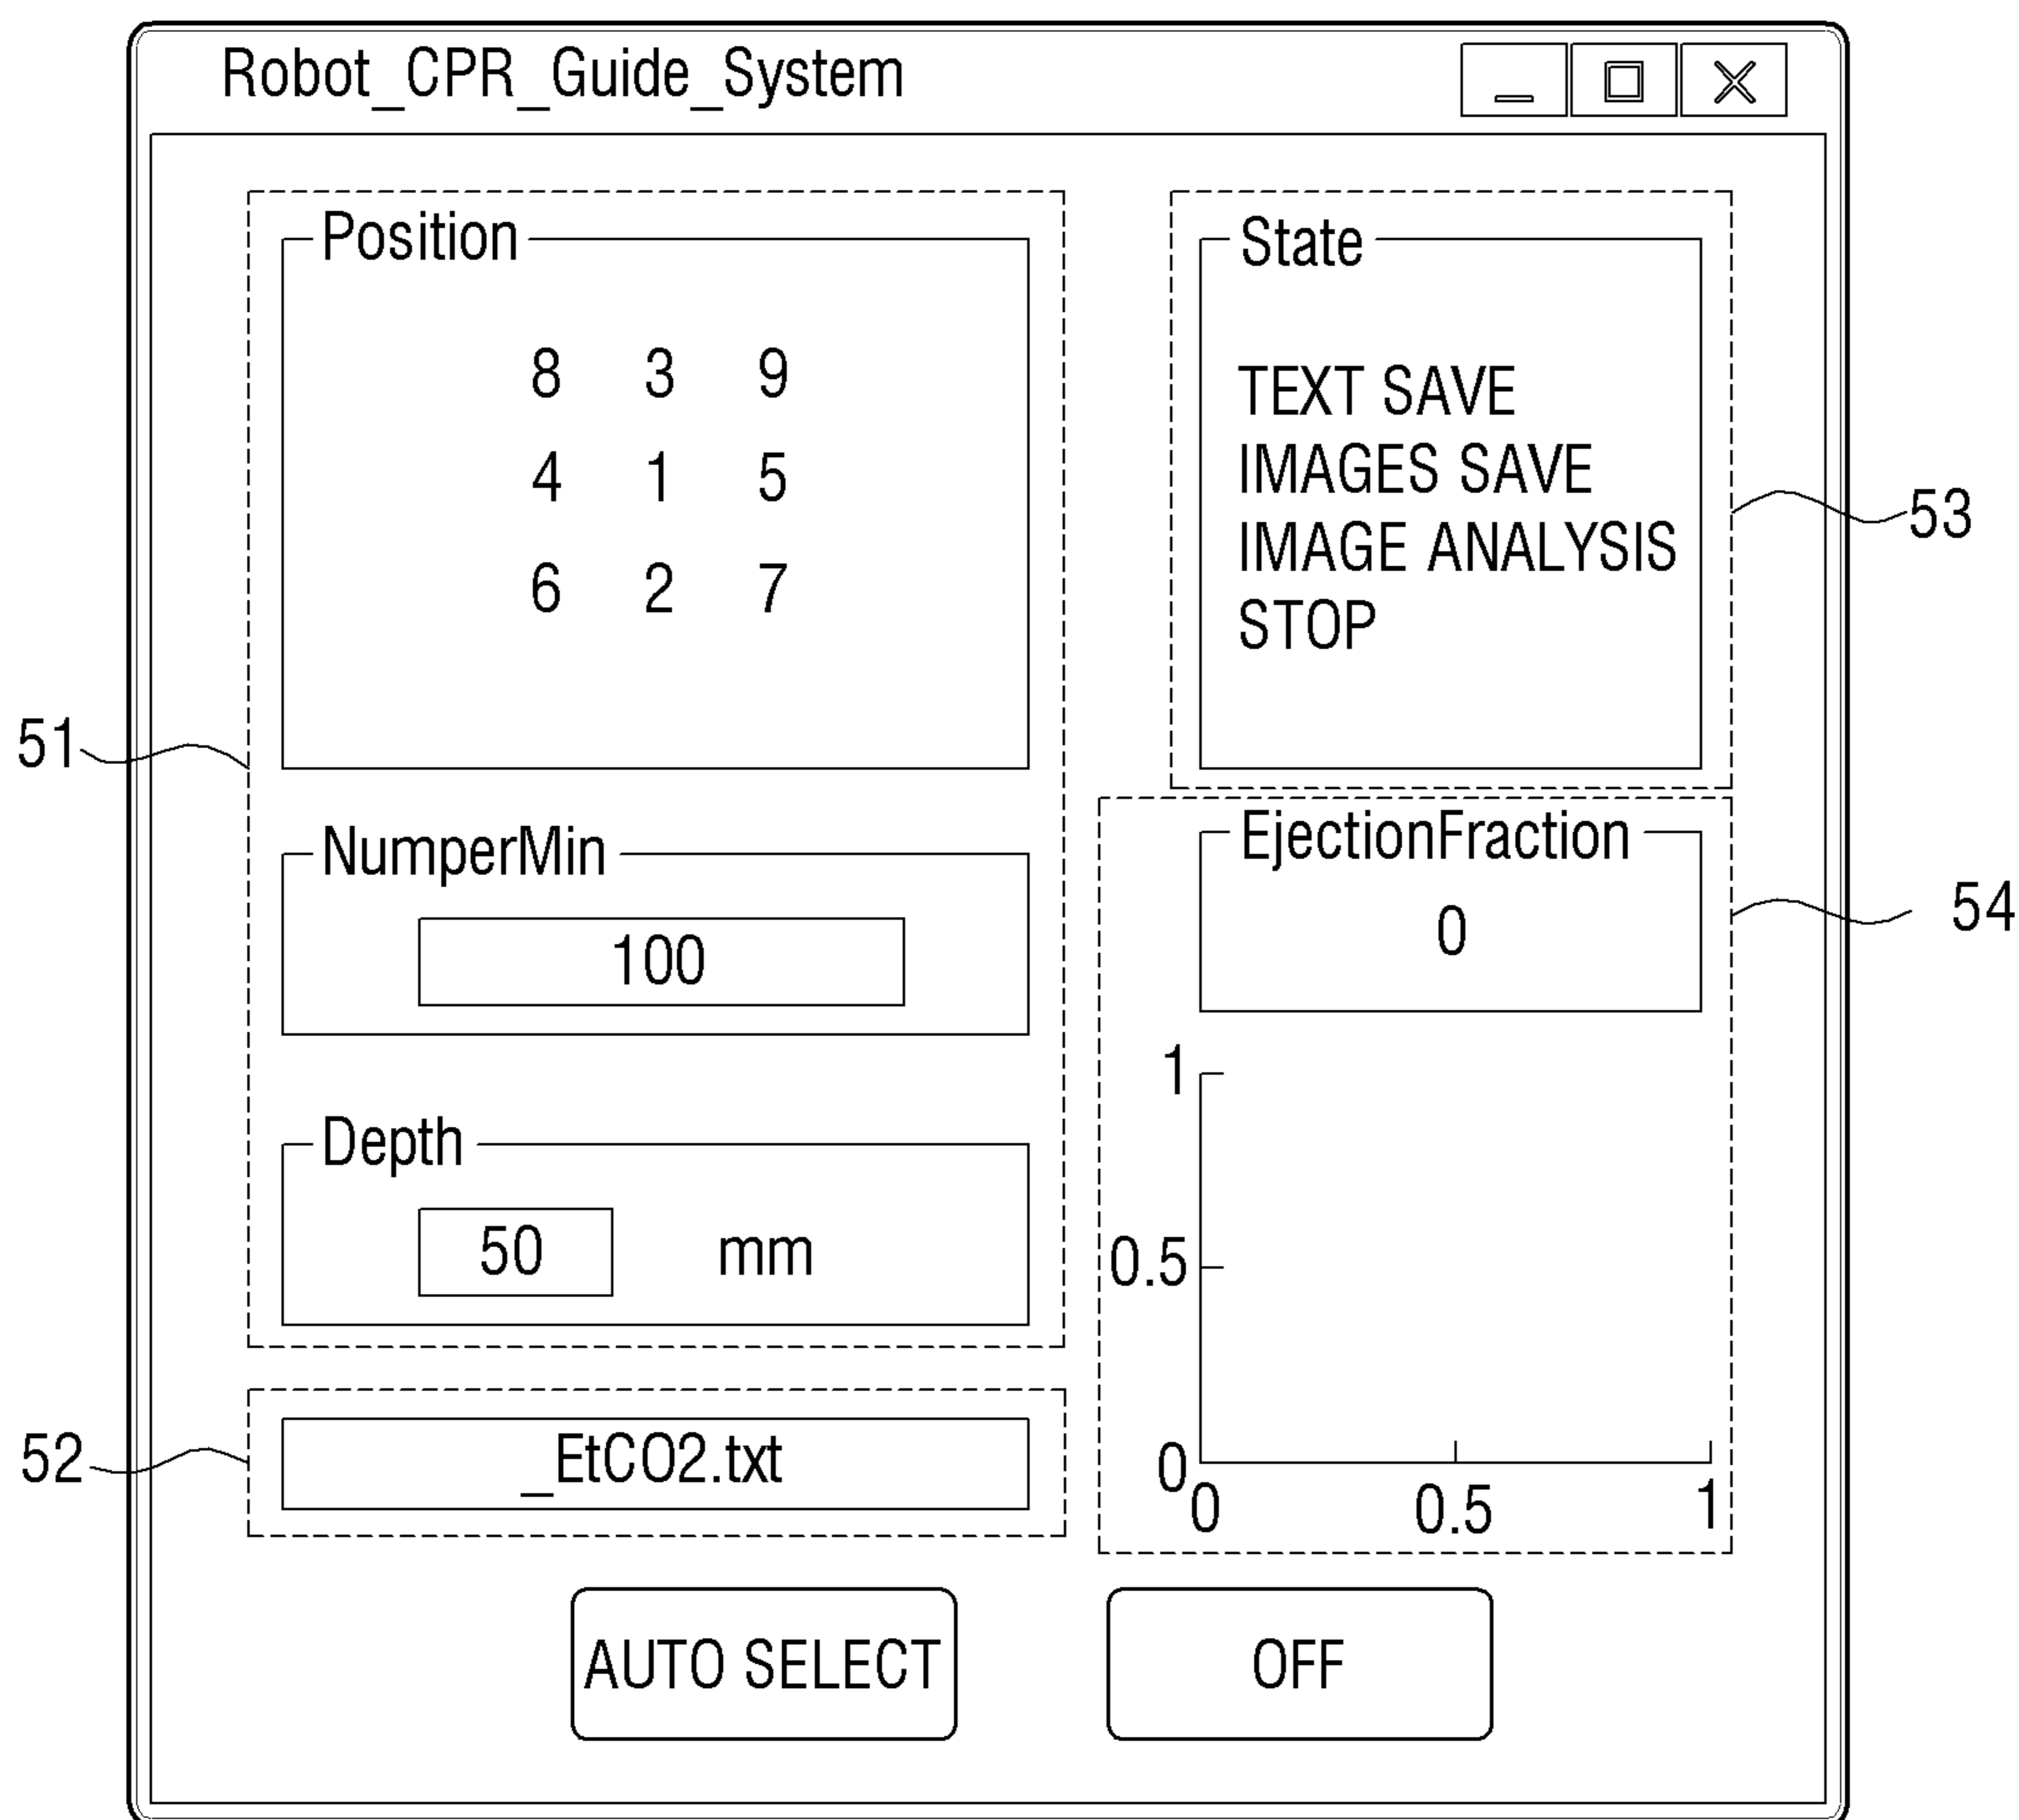 Robot_CPR_Guide_System
Position
8 3 9
4 1 5
6 2 7
51
NumperMin
100
Depth
50 mm
52
_EtCO2.txt
State
TEXT SAVE
IMAGES SAVE
IMAGE ANALYSIS
STOP
53
EjectionFraction
0
54
1
0.5
0
0 0.5 1
AUTO SELECT
OFF